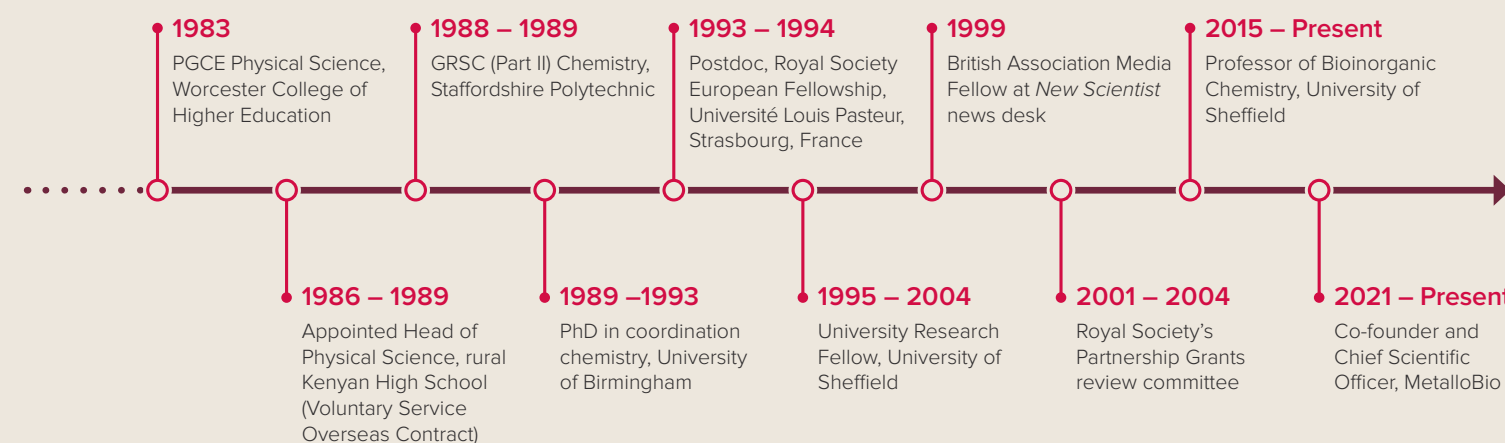 1983
PGCE Physical Science,
Worcester College of
Higher Education
1986 – 1989
Appointed Head of
Physical Science, rural
Kenyan High School
(Voluntary Service
Overseas Contract)
1988 – 1989
GRSC (Part II) Chemistry,
Staffordshire Polytechnic
1989 –1993
PhD in coordination
chemistry, University
of Birmingham
1993 – 1994
Postdoc, Royal Society
European Fellowship,
Université Louis Pasteur,
Strasbourg, France
1995 – 2004
University Research
Fellow, University of
Sheffield
1999
British Association Media
Fellow at New Scientist
news desk
2001 – 2004
Royal Society’s
Partnership Grants
review committee
2015 – Present
Professor of Bioinorganic
Chemistry, University of
Sheffield
2021 – Present
Co-founder and
Chief Scientific
Officer, MetalloBio